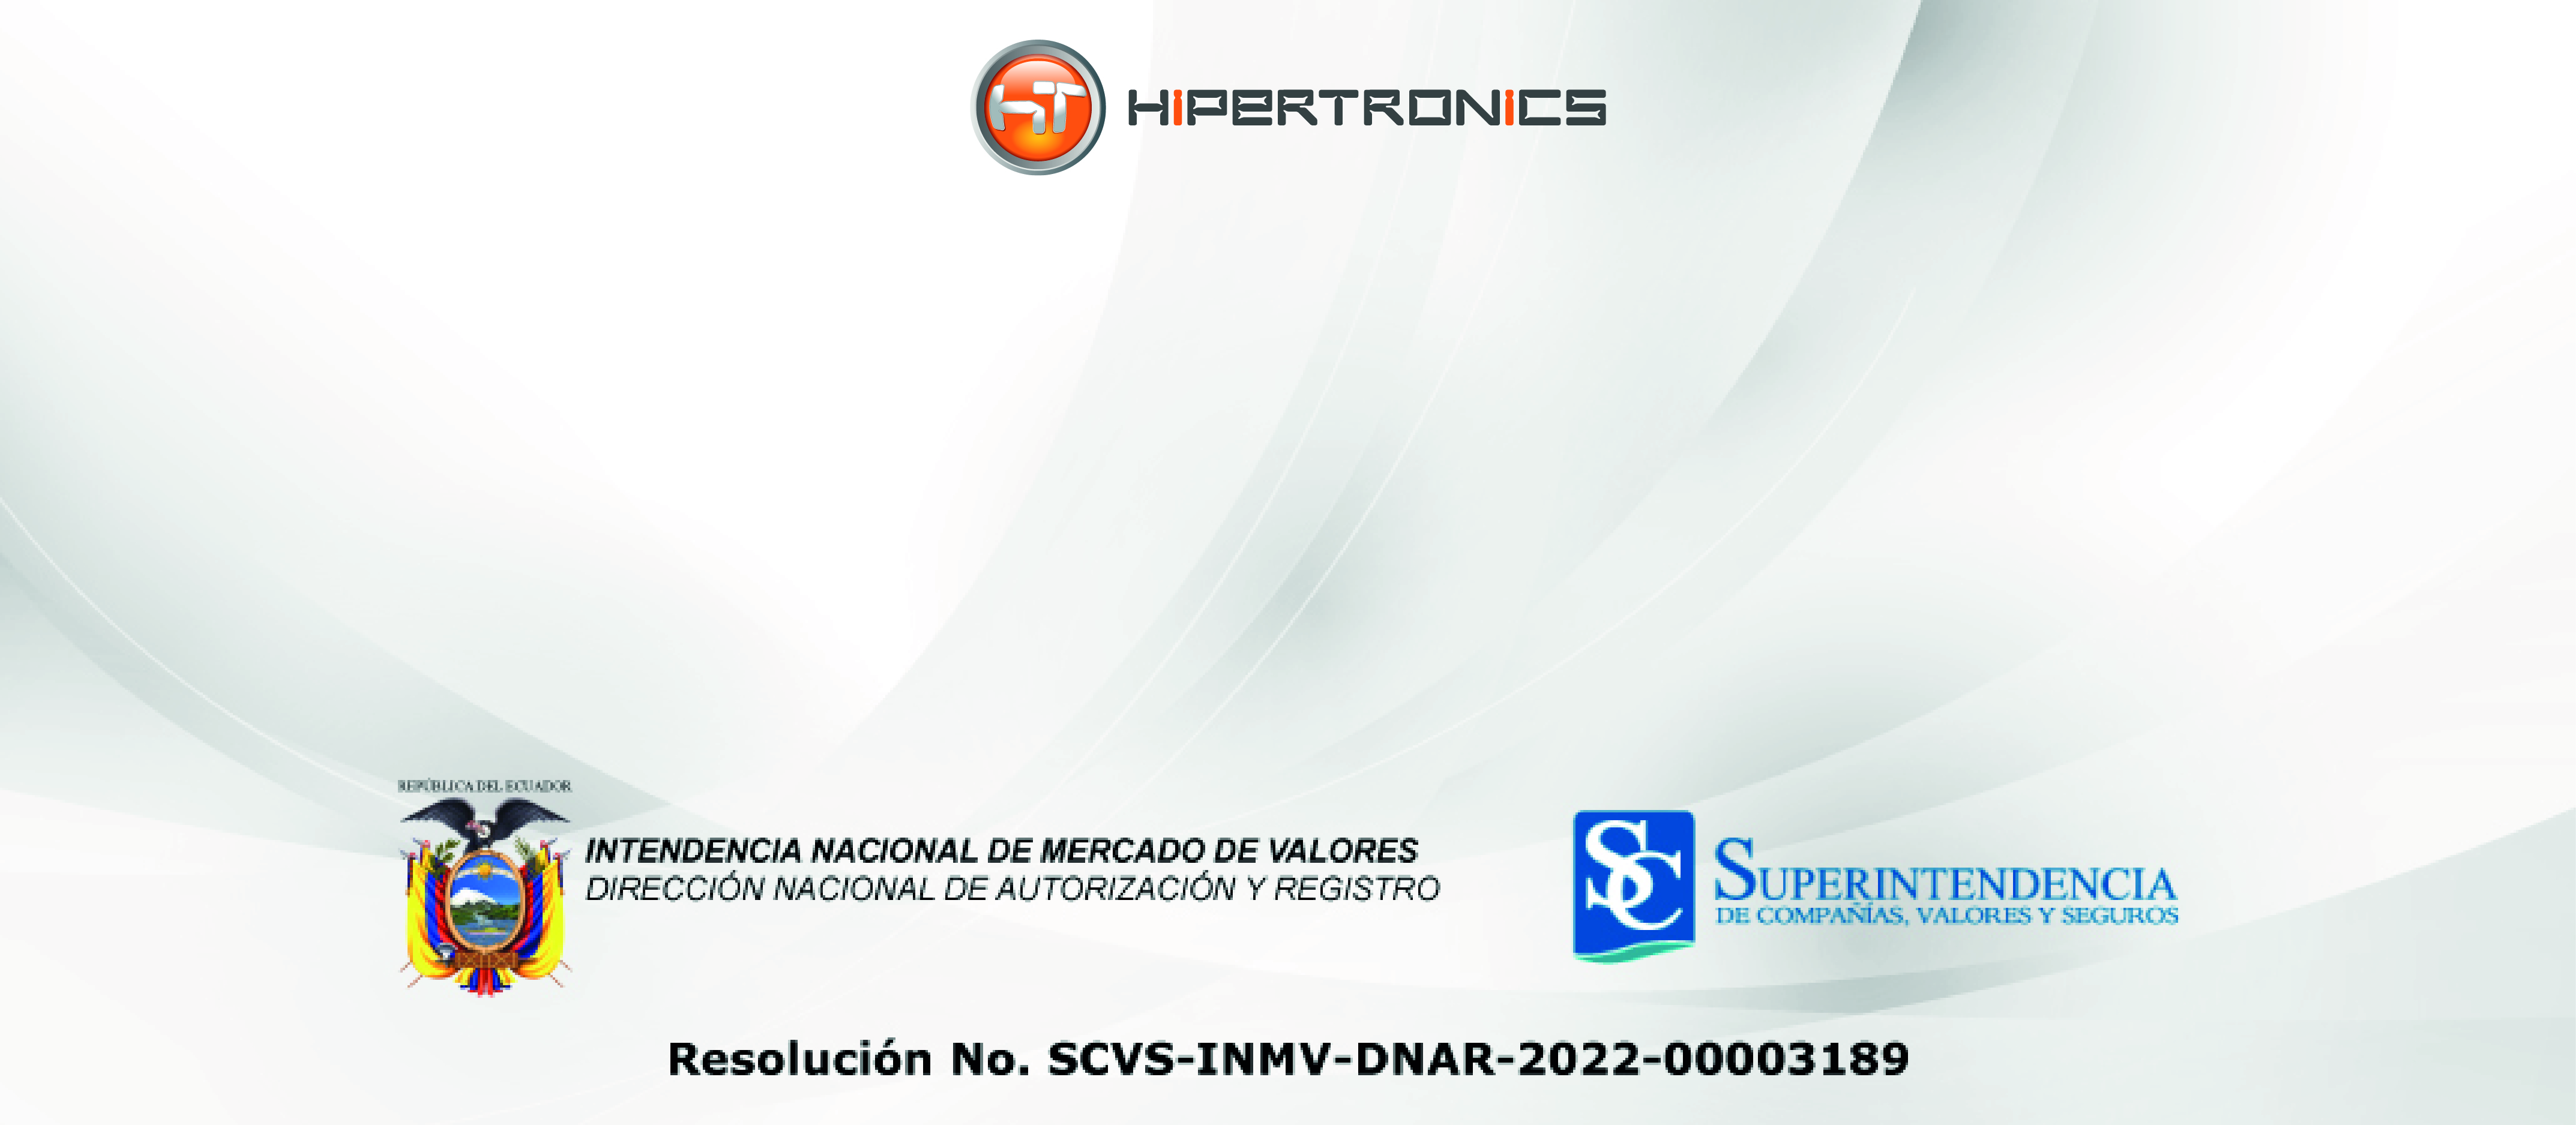 HT HiPERTRONiCS
REPÚBLICA DEL ECUADOR
INTENDENCIA NACIONAL DE MERCADO DE VALORES
DIRECCIÓN NACIONAL DE AUTORIZACIÓN Y REGISTRO
SC SUPERINTENDENCIA
DE COMPAÑÍAS, VALORES Y SEGUROS
Resolución No. SCVS-INMV-DNAR-2022-00003189